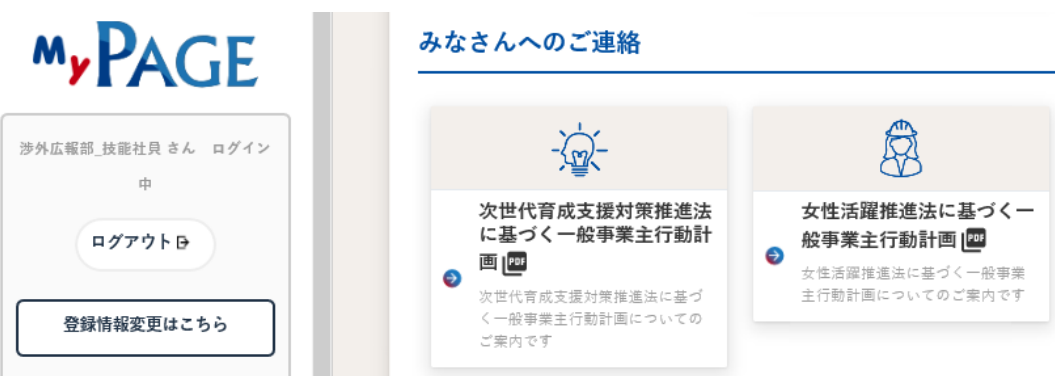 MyPAGE
渉外広報部_技能社員 さん　ログイン
中
ログアウト
登録情報変更はこちら
みなさんへのご連絡
次世代育成支援対策推進法
に基づく一般事業主行動計
画 PDF
次世代育成支援対策推進法に基づ
く一般事業主行動計画についての
ご案内です
女性活躍推進法に基づく一
般事業主行動計画 PDF
女性活躍推進法に基づく一般事業
主行動計画についてのご案内です